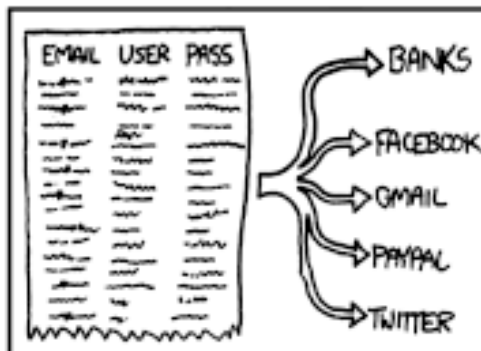 EMAIL USER PASS
BANKS
FACEBOOK
GMAIL
PAYPAL
TWITTER